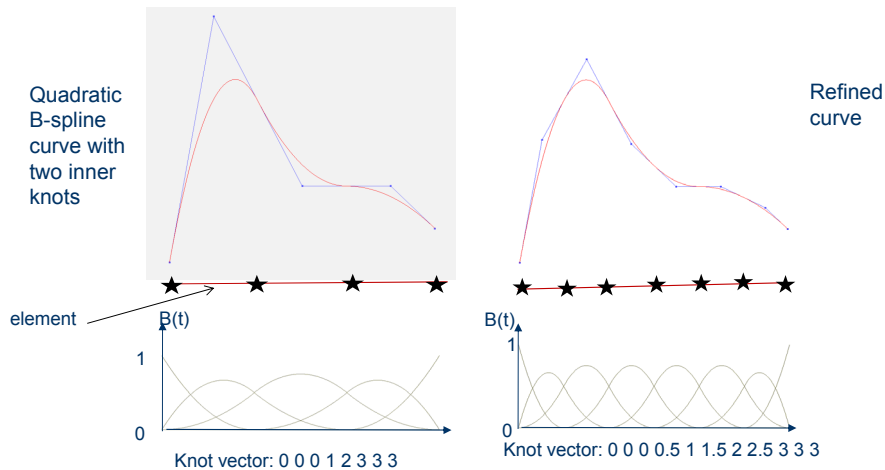 Quadratic
B-spline
curve with
two inner
knots
Refined
curve
element
B(t)
1
0
Knot vector: 0 0 0 1 2 3 3 3
B(t)
1
0
Knot vector: 0 0 0 0.5 1 1.5 2 2.5 3 3 3